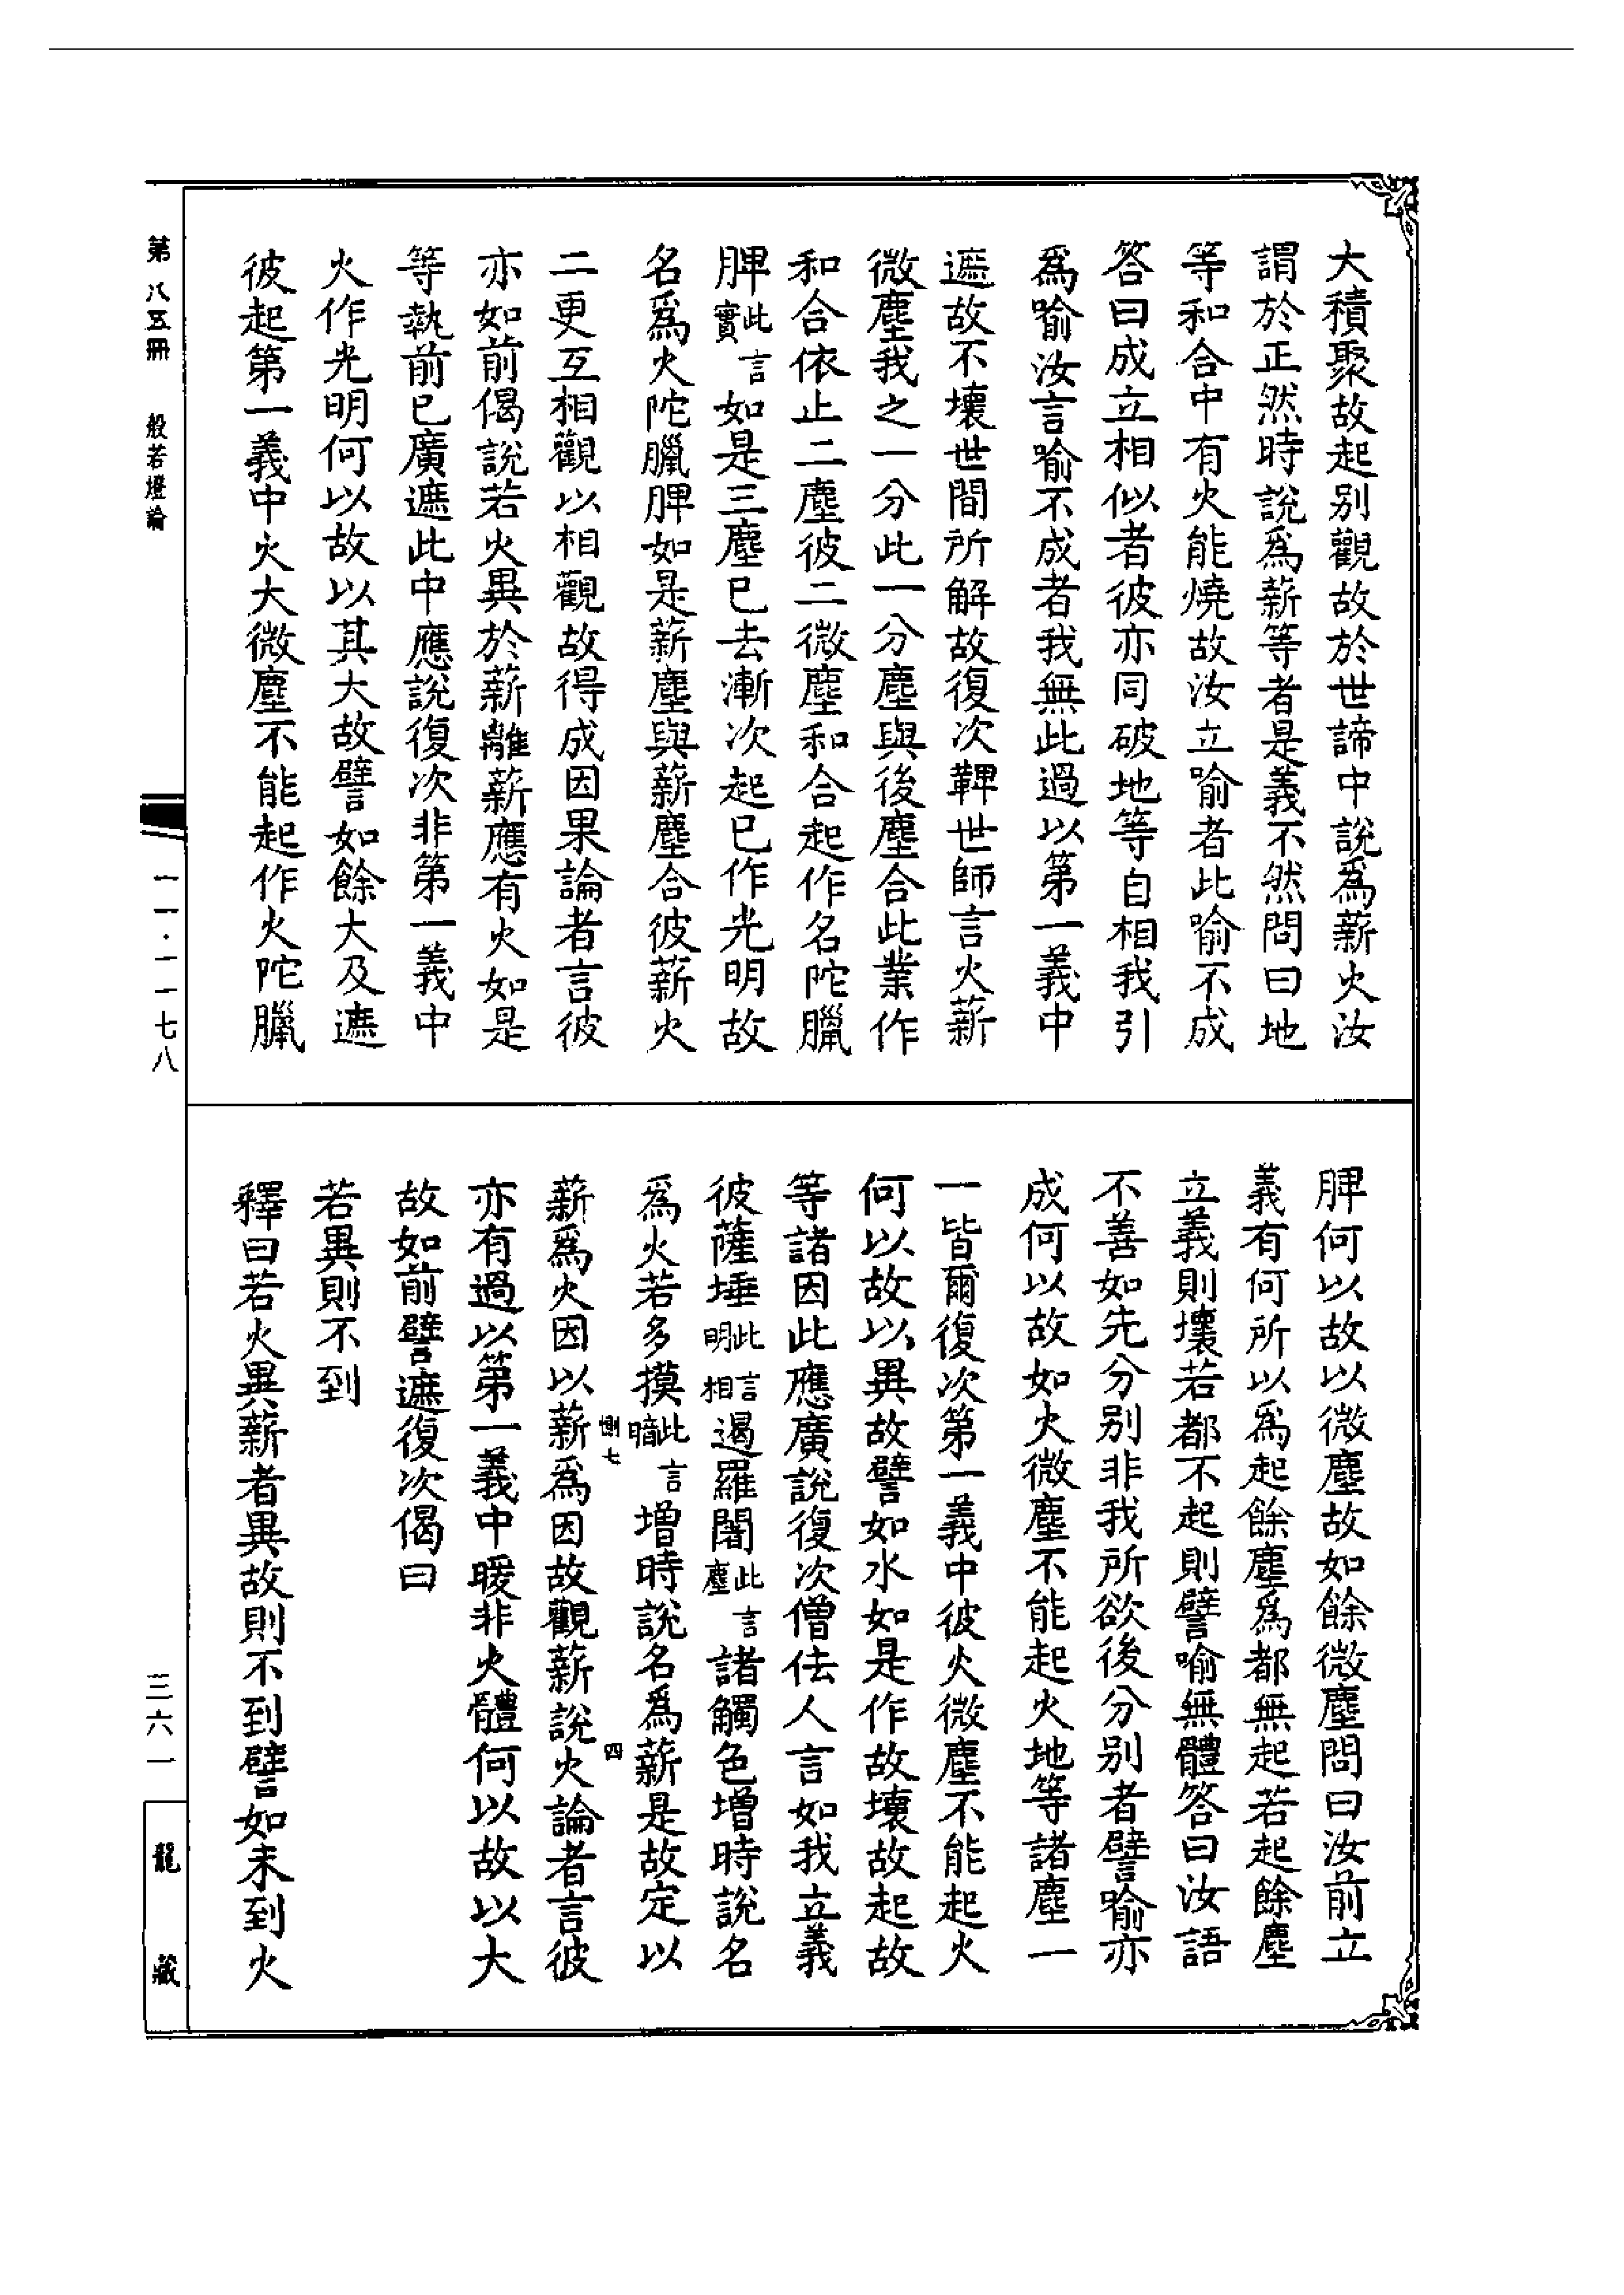 大積聚故起别觀故於世諦中說爲薪火汝
謂於正然時說爲薪等者是義不然問曰地
等和合中有火能燒故汝立喻者此喻不成
答曰成立相似者彼亦同破地等自相我引
爲喻汝言喻不成者我無此過以第一義中
遮故不壞世間所解故復次鞞世師言火薪
微塵我之一分此一分塵與後塵合此業作
和合依止二塵彼二微塵和合起作名陀臘
脾此言實如是三塵已去漸次起已作光明故
名爲火陀臘脾如是薪塵與薪塵合彼薪火
二更互相觀以相觀故得成因果論者言彼
亦如前偈說若火異於薪離薪應有火如是
等執前已廣遮此中應說復次非第一義中
火作光明何以故以其大故譬如餘大及遮
彼起第一義中火大微塵不能起作火陀臘
脾何以故以微塵故如餘微塵問曰汝前立
義有何所以爲起餘塵爲都無起若起餘塵
立義則壞若都不起則譬喻無體答曰汝語
不善如先分别非我所欲後分别者譬喻亦
成何以故如火微塵不能起火地等諸塵一
一皆爾復次第一義中彼火微塵不能起火
何以故以異故譬如水如是作故壞故起故
等諸因此應廣說復次僧佉人言如我立義
彼薩埵此言明相遏羅闍此言塵諸觸色增時說名
爲火若多摸此言暗增時說名爲薪是故定以
惻七 四
薪爲火因以薪爲因故觀薪說火論者言彼
亦有過以第一義中暖非火體何以故以大
故如前譬遮復次偈曰
若異則不到
釋曰若火異薪者異故則不到譬如未到火
第八五冊 般若燈論
一一·一一七八
三六一
龍藏